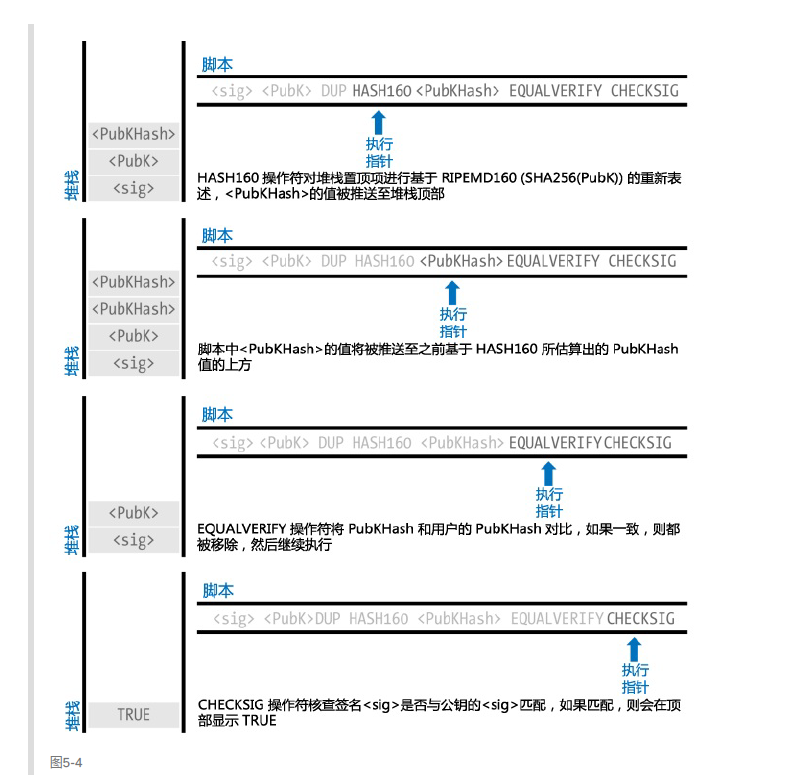 脚本
<sig> <PubK> DUP HASH160 <PubKHash> EQUALVERIFY CHECKSIG
执行
指针
<PubKHash>
<PubK>
<sig>
堆栈
HASH160 操作符对堆栈置顶项进行基于 RIPEMD160 (SHA256(PubK)) 的重新表
述，<PubKHash>的值被推送至堆栈顶部
脚本
<sig> <PubK> DUP HASH160 <PubKHash> EQUALVERIFY CHECKSIG
执行
指针
<PubKHash>
<PubKHash>
<PubK>
<sig>
堆栈
脚本中<PubKHash>的值将被推送至之前基于 HASH160 所估算出的 PubKHash
值的上方
脚本
<sig> <PubK> DUP HASH160 <PubKHash> EQUALVERIFY CHECKSIG
执行
指针
<PubK>
<sig>
堆栈
EQUALVERIFY 操作符将 PubKHash 和用户的 PubKHash 对比，如果一致，则都
被移除，然后继续执行
脚本
<sig> <PubK>DUP HASH160 <PubKHash> EQUALVERIFY CHECKSIG
执行
指针
TRUE
堆栈
CHECKSIG 操作符核查签名<sig>是否与公钥的<sig>匹配，如果匹配，则会在顶
部显示 TRUE
图5-4